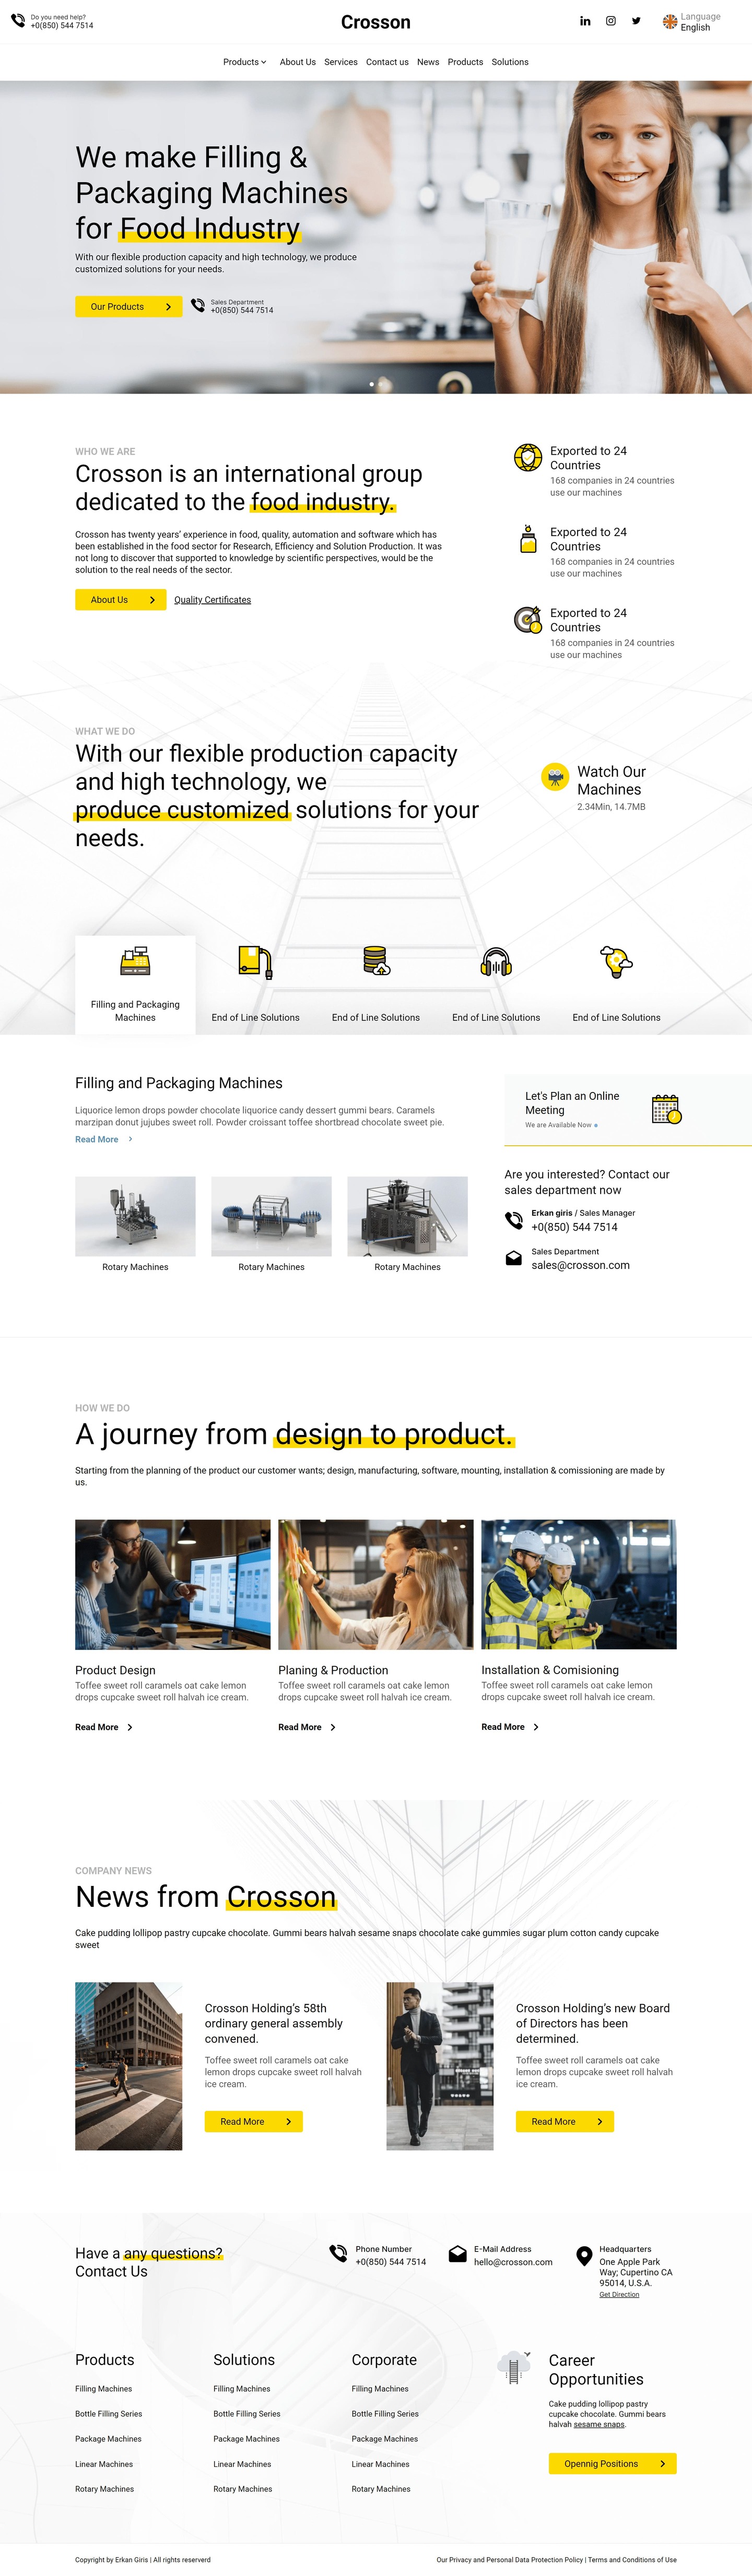 Do you need help?
+0(850) 544 7514
Crosson
Language
English
Products
About Us
Services
Contact us
News
Products
Solutions
We make Filling &
Packaging Machines
for Food Industry
With our flexible production capacity and high technology, we produce
customized solutions for your needs.
Our Products
Sales Department
+0(850) 544 7514
WHO WE ARE
Crosson is an international group
dedicated to the food industry.
Crosson has twenty years' experience in food, quality, automation and software which has
been established in the food sector for Research, Efficiency and Solution Production. It was
not long to discover that supported to knowledge by scientific perspectives, would be the
solution to the real needs of the sector.
About Us
Quality Certificates
Exported to 24
Countries
168 companies in 24 countries
use our machines
Exported to 24
Countries
168 companies in 24 countries
use our machines
Exported to 24
Countries
168 companies in 24 countries
use our machines
WHAT WE DO
With our flexible production capacity
and high technology, we
produce customized solutions for your
needs.
Watch Our
Machines
2.34Min, 14.7MB
Filling and Packaging
Machines
End of Line Solutions
End of Line Solutions
End of Line Solutions
End of Line Solutions
Filling and Packaging Machines
Liquorice lemon drops powder chocolate liquorice candy dessert gummi bears. Caramels
marzipan donut jujubes sweet roll. Powder croissant toffee shortbread chocolate sweet pie.
Read More
Rotary Machines
Rotary Machines
Rotary Machines
Let's Plan an Online
Meeting
We are Available Now
Are you interested? Contact our
sales department now
Erkan giris / Sales Manager
+0(850) 544 7514
Sales Department
sales@crosson.com
HOW WE DO
A journey from design to product.
Starting from the planning of the product our customer wants; design, manufacturing, software, mounting, installation & comissioning are made by
us.
Product Design
Toffee sweet roll caramels oat cake lemon
drops cupcake sweet roll halvah ice cream.
Read More
Planing & Production
Toffee sweet roll caramels oat cake lemon
drops cupcake sweet roll halvah ice cream.
Read More
Installation & Comisioning
Toffee sweet roll caramels oat cake lemon
drops cupcake sweet roll halvah ice cream.
Read More
COMPANY NEWS
News from Crosson
Cake pudding lollipop pastry cupcake chocolate. Gummi bears halvah sesame snaps chocolate cake gummies sugar plum cotton candy cupcake
sweet
Crosson Holding's 58th
ordinary general assembly
convened.
Toffee sweet roll caramels oat cake
lemon drops cupcake sweet roll halvah
ice cream.
Read More
Crosson Holding's new Board
of Directors has been
determined.
Toffee sweet roll caramels oat cake
lemon drops cupcake sweet roll halvah
ice cream.
Read More
Have a any questions?
Contact Us
Phone Number
+0(850) 544 7514
E-Mail Address
hello@crosson.com
Headquarters
One Apple Park
Way; Cupertino CA
95014, U.S.A.
Get Direction
Products
Filling Machines
Bottle Filling Series
Package Machines
Linear Machines
Rotary Machines
Solutions
Filling Machines
Bottle Filling Series
Package Machines
Linear Machines
Rotary Machines
Corporate
Filling Machines
Bottle Filling Series
Package Machines
Linear Machines
Rotary Machines
Career
Opportunities
Cake pudding lollipop pastry
cupcake chocolate. Gummi bears
halvah sesame snaps.
Opennig Positions
Copyright by Erkan Giris | All rights reserverd
Our Privacy and Personal Data Protection Policy | Terms and Conditions of Use